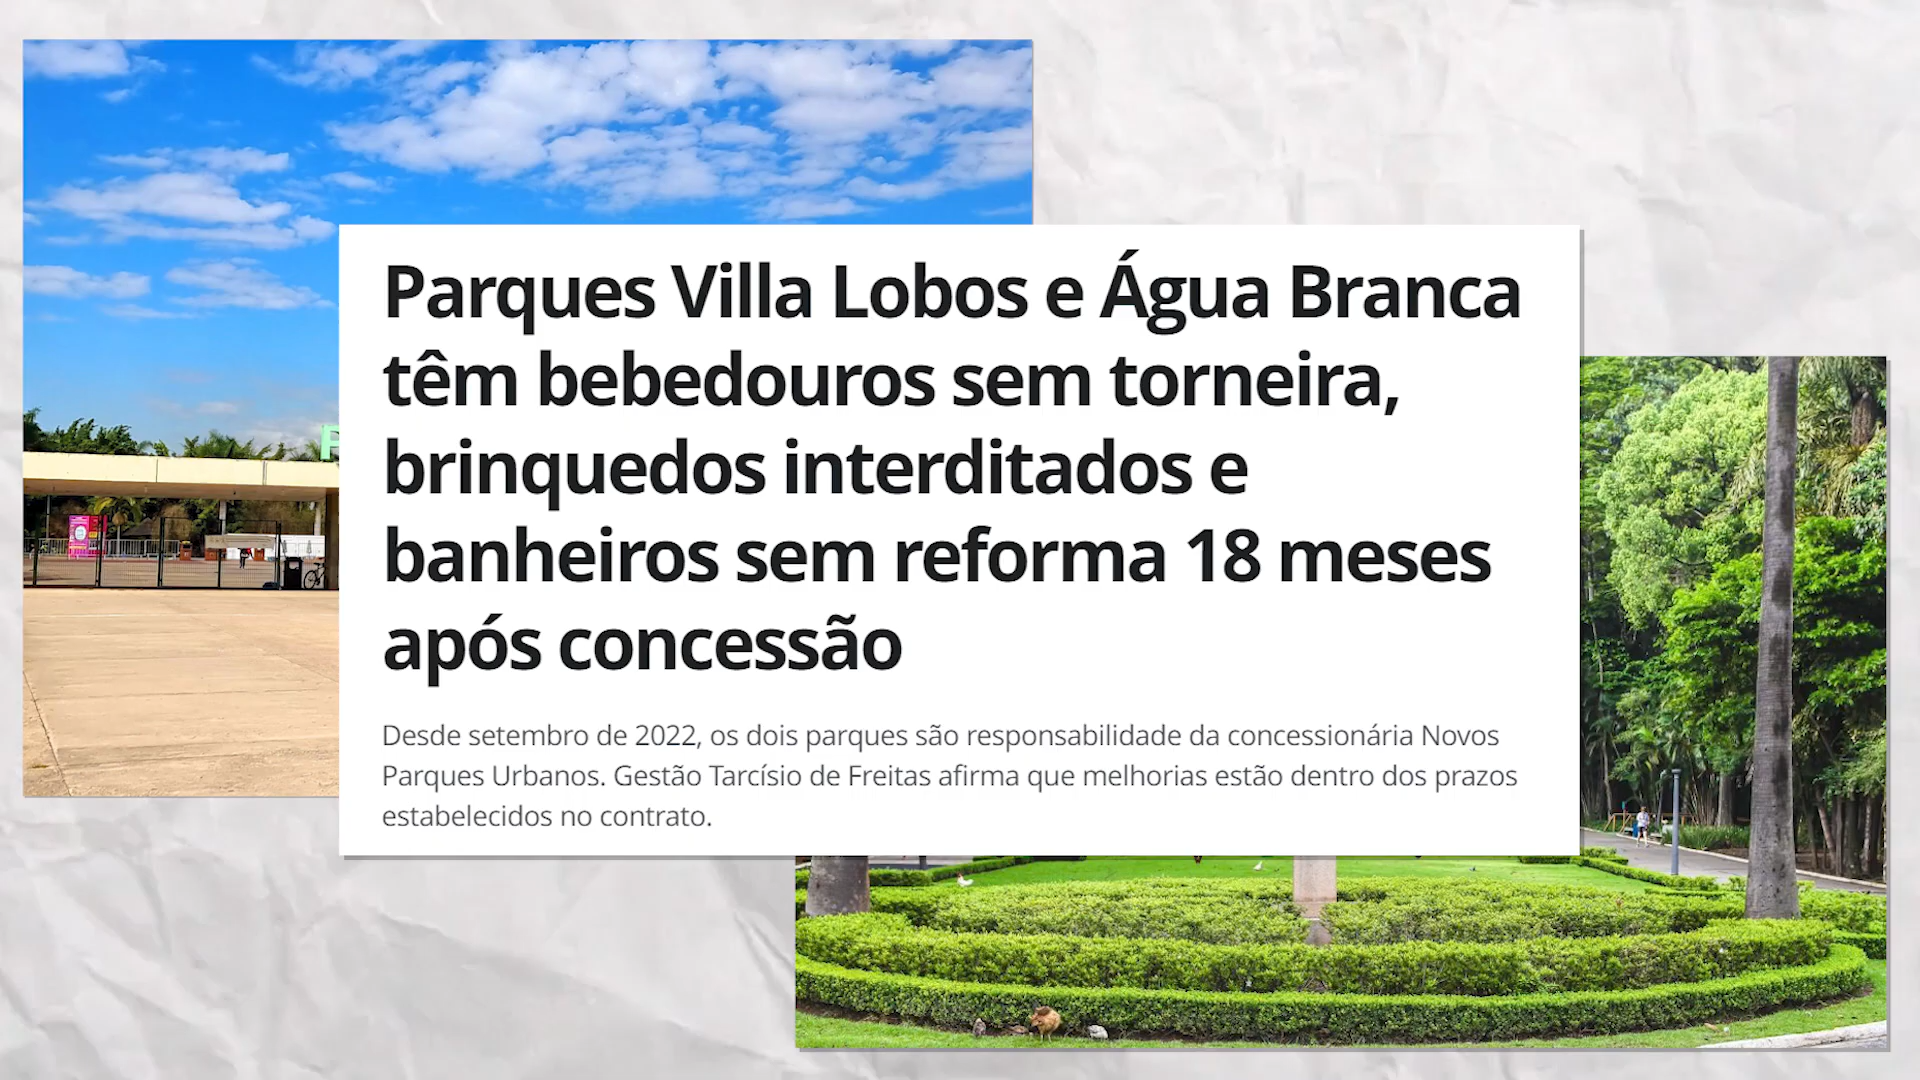 Parques Villa Lobos e Água Branca
têm bebedouros sem torneira,
brinquedos interditados e
banheiros sem reforma 18 meses
após concessão
Desde setembro de 2022, os dois parques são responsabilidade da concessionária Novos
Parques Urbanos. Gestão Tarcísio de Freitas afirma que melhorias estão dentro dos prazos
estabelecidos no contrato.